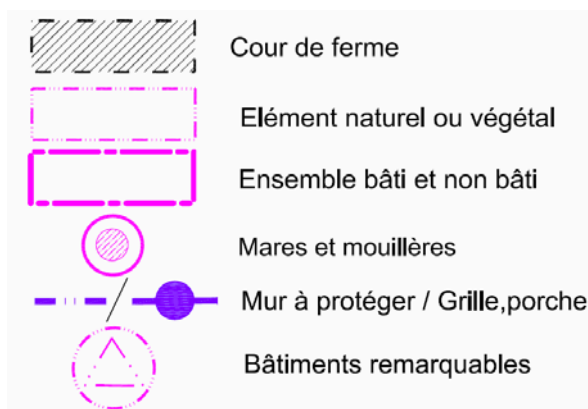 Cour de ferme
Elément naturel ou végétal
Ensemble bâti et non bâti
Mares et mouillères
Mur à protéger / Grille,porche
Bâtiments remarquables